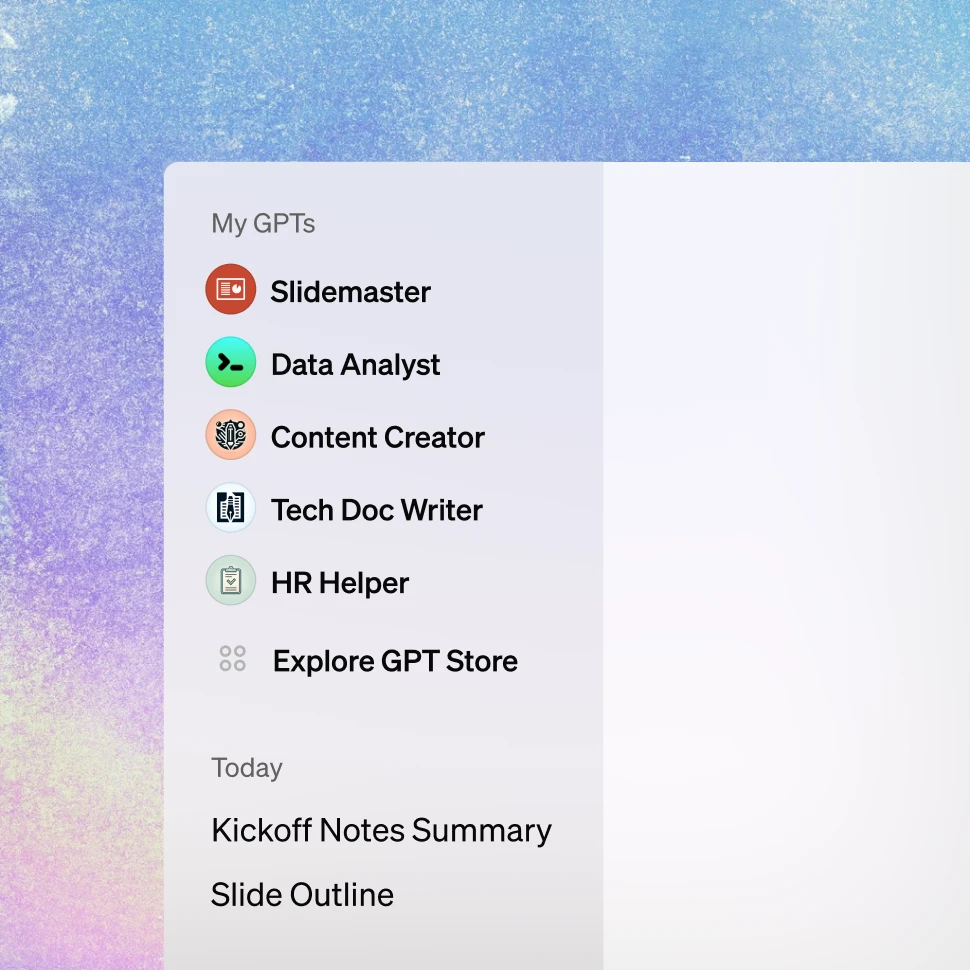 My GPTs
Slidemaster
Data Analyst
Content Creator
Tech Doc Writer
HR Helper
Explore GPT Store
Today
Kickoff Notes Summary
Slide Outline